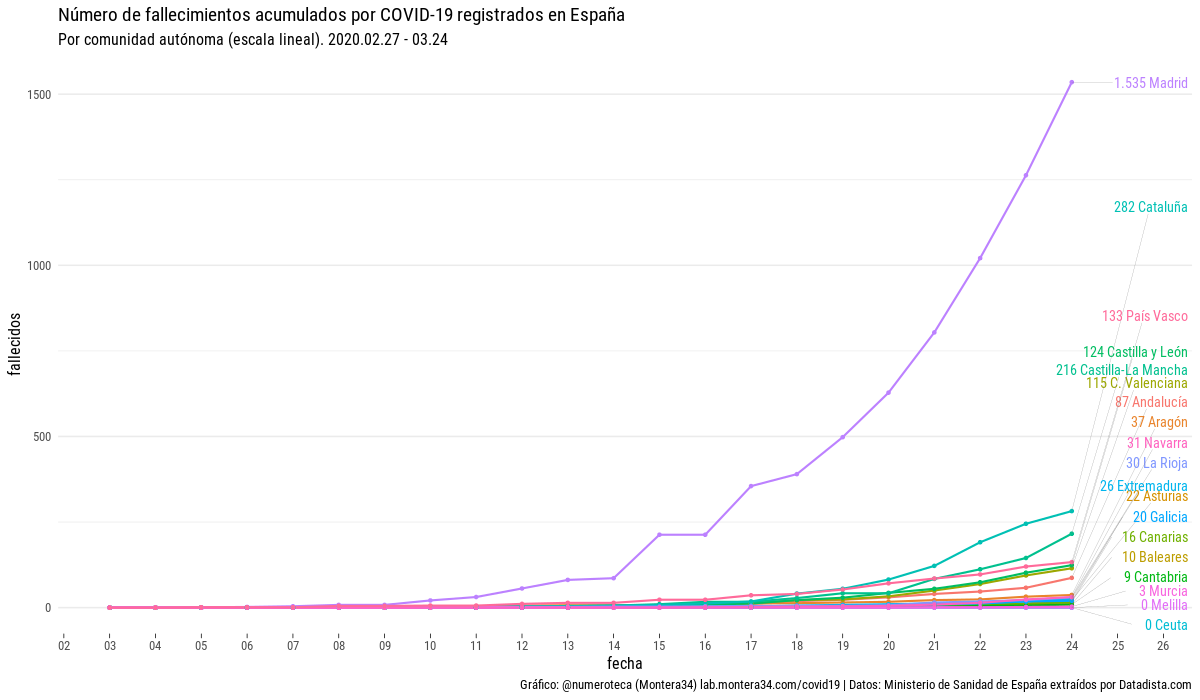 Número de fallecimientos acumulados por COVID-19 registrados en España
Por comunidad autónoma (escala lineal). 2020.02.27 - 03.24
fallecidos
1500
1000
500
0
1.535 Madrid
282 Cataluña
133 País Vasco
124 Castilla y León
216 Castilla-La Mancha
115 C. Valenciana
87 Andalucía
37 Aragón
31 Navarra
30 La Rioja
26 Extremadura
22 Asturias
20 Galicia
16 Canarias
10 Baleares
9 Cantabria
3 Murcia
0 Melilla
0 Ceuta
02 03 04 05 06 07 08 09 10 11 12 13 14 15 16 17 18 19 20 21 22 23 24 25 26
fecha
Gráfico: @numeroteca (Montera34) lab.montera34.com/covid19 | Datos: Ministerio de Sanidad de España extraídos por Datadista.com